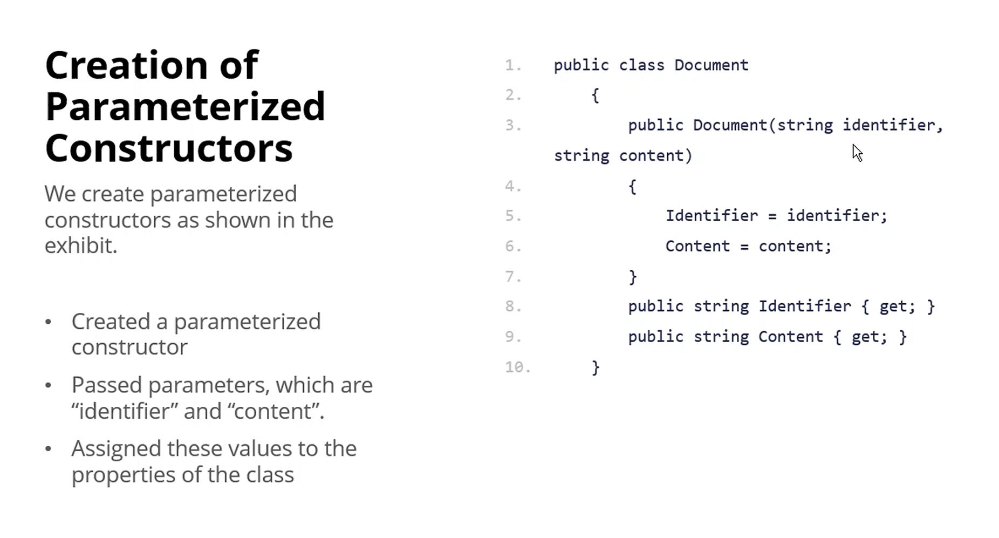 Creation of
Parameterized
Constructors
We create parameterized
constructors as shown in the
exhibit.
• Created a parameterized
constructor
• Passed parameters, which are
“identifier” and “content”.
• Assigned these values to the
properties of the class
1. public class Document
2. {
3. public Document(string identifier,
string content)
4. {
5. Identifier = identifier;
6. Content = content;
7. }
8. public string Identifier { get; }
9. public string Content { get; }
10. }